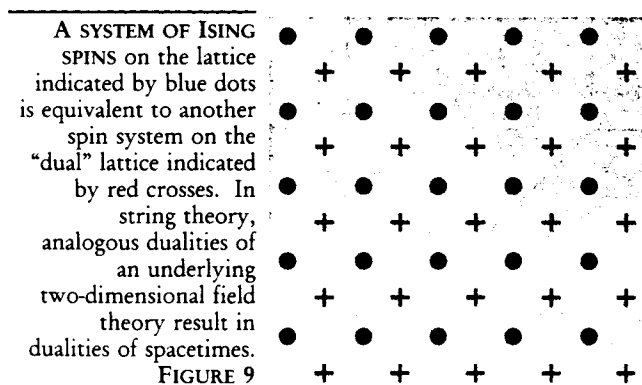 A SYSTEM OF ISING
SPINS on the lattice
indicated by blue dots
is equivalent to another
spin system on the
“dual” lattice indicated
by red crosses. In
string theory,
analogous dualities of
an underlying
two-dimensional field
theory result in
dualities of spacetimes.
FIGURE 9